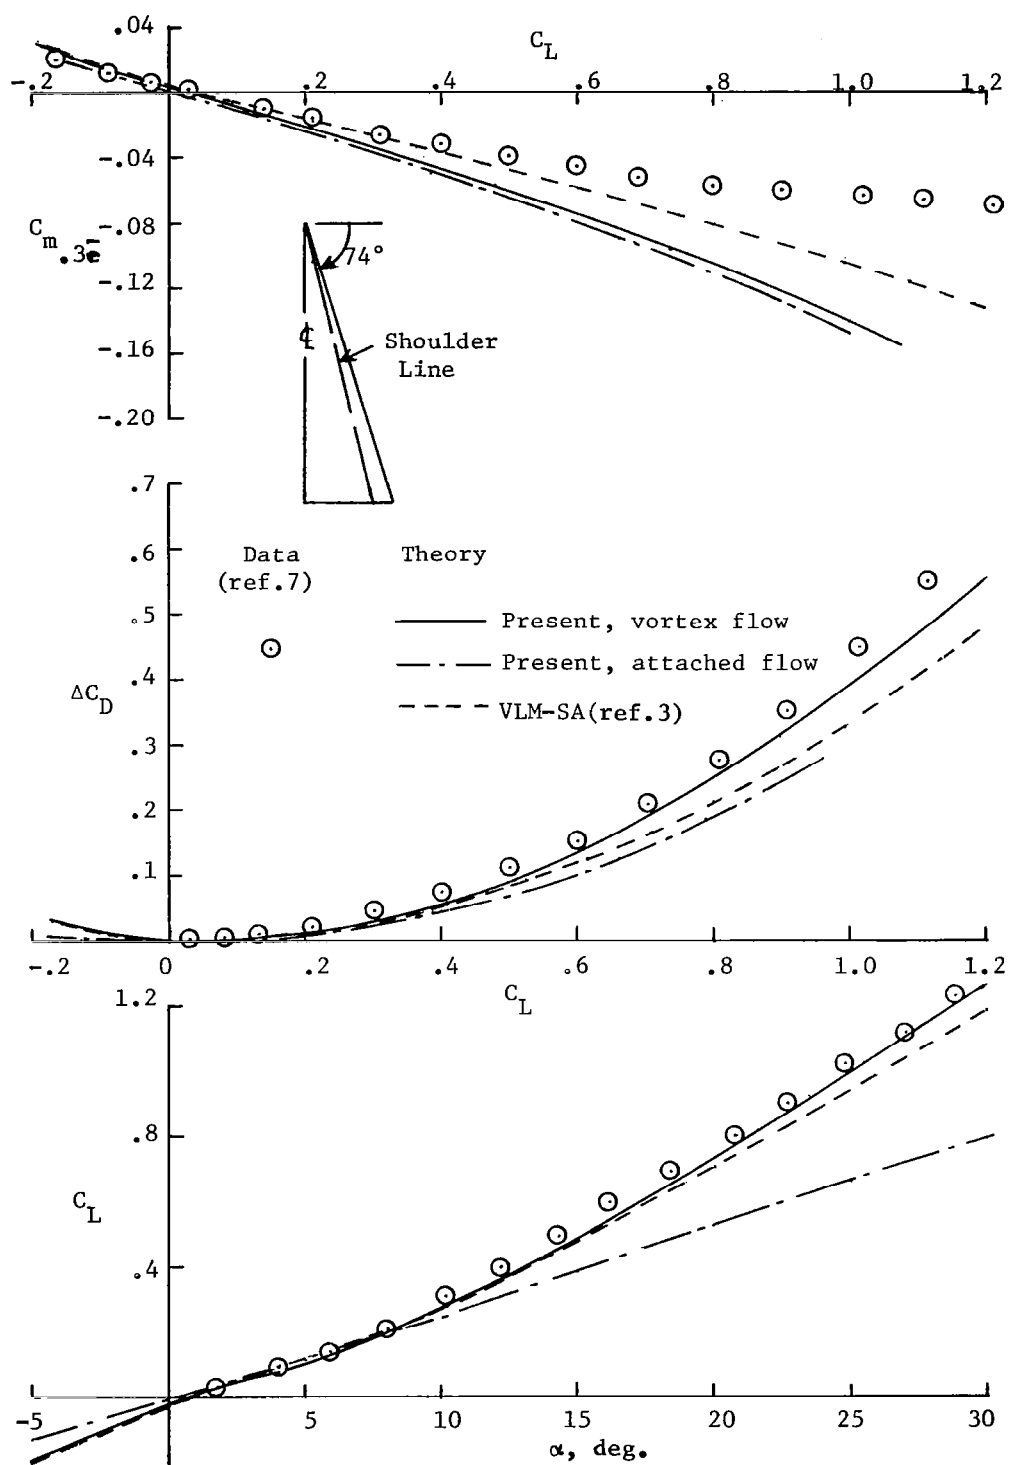 .04
C_L
-.2 .2 .4 .6 .8 1.0 1.2
-.04
C_m .3c̄
-.08
74°
-.12
℄
-.16
Shoulder
Line
-.20
.7
.6
Data
(ref.7)
Theory
.5
Present, vortex flow
Present, attached flow
.4
ΔC_D
VLM-SA(ref.3)
.3
.2
.1
-.2 0 .2 .4 .6 .8 1.0 1.2
C_L
1.2
.8
C_L
.4
-5 5 10 15 20 25 30
α, deg.